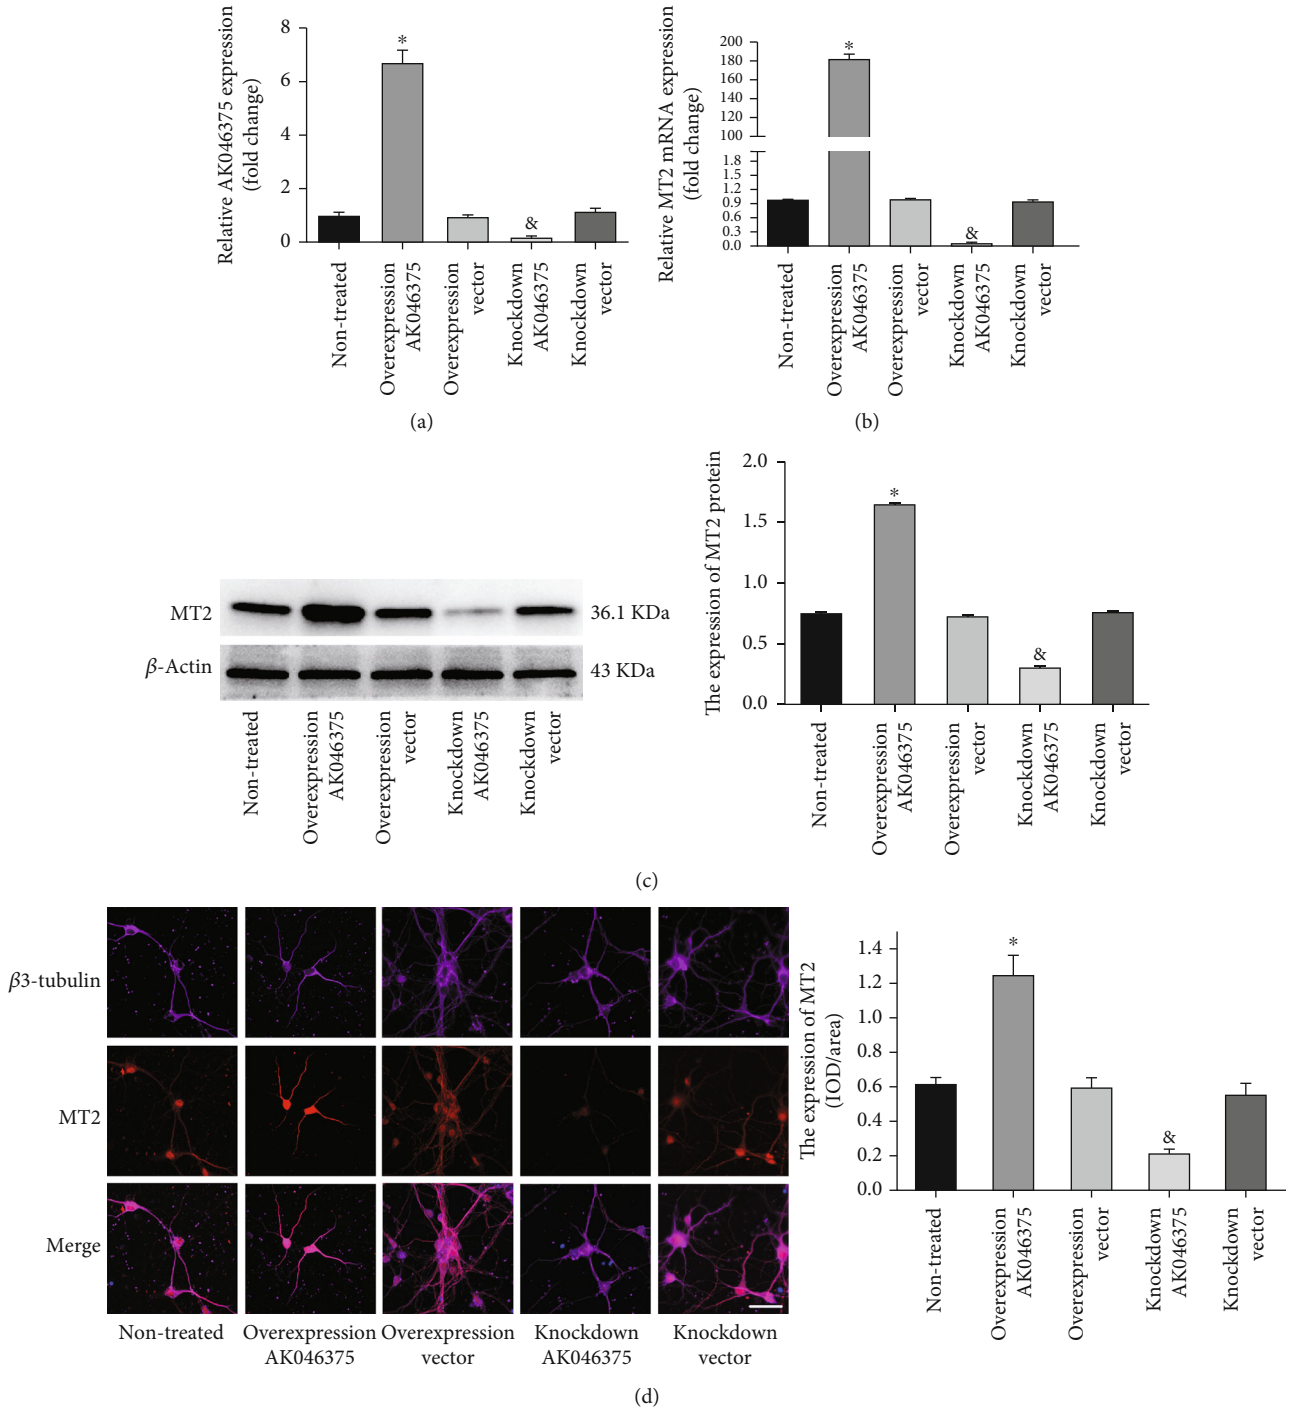 Relative AK046375 expression
(fold change)
8
6
4
2
0
*
&
Non-treated
Overexpression
AK046375
Overexpression
vector
Knockdown
AK046375
Knockdown
vector
(a)
Relative MT2 mRNA expression
(fold change)
200
180
160
140
120
100
1.8
1.5
1.2
0.9
0.6
0.3
0.0
*
&
Non-treated
Overexpression
AK046375
Overexpression
vector
Knockdown
AK046375
Knockdown
vector
(b)
MT2
36.1 KDa
β-Actin
43 KDa
Non-treated
Overexpression
AK046375
Overexpression
vector
Knockdown
AK046375
Knockdown
vector
The expression of MT2 protein
2.0
1.5
1.0
0.5
0.0
*
&
Non-treated
Overexpression
AK046375
Overexpression
vector
Knockdown
AK046375
Knockdown
vector
(c)
β3-tubulin
MT2
Merge
Non-treated
Overexpression
AK046375
Overexpression
vector
Knockdown
AK046375
Knockdown
vector
The expression of MT2
(IOD/area)
1.4
1.2
1.0
0.8
0.6
0.4
0.2
0.0
*
&
Non-treated
Overexpression
AK046375
Overexpression
vector
Knockdown
AK046375
Knockdown
vector
(d)